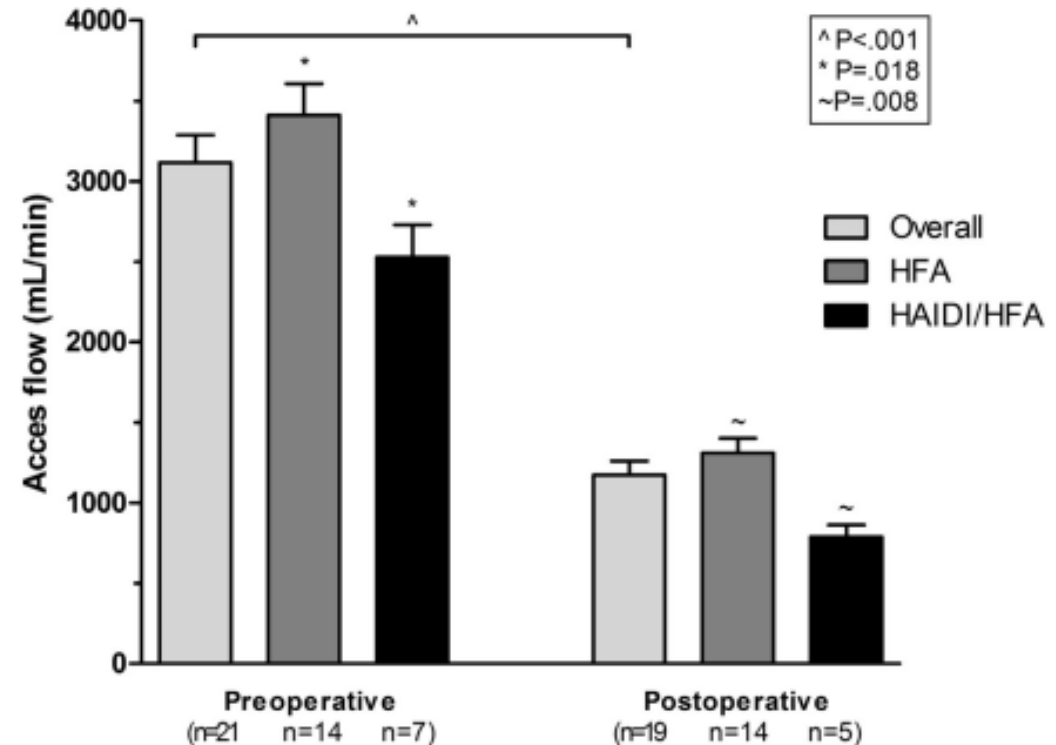 4000
^
^ P<.001
* P=.018
~P=.008
*
3000
*
Overall
HFA
HAIDI/HFA
2000
Acces flow (mL/min)
~
1000
~
0
Preoperative Postoperative
(n=21 n=14 n=7) (n=19 n=14 n=5)